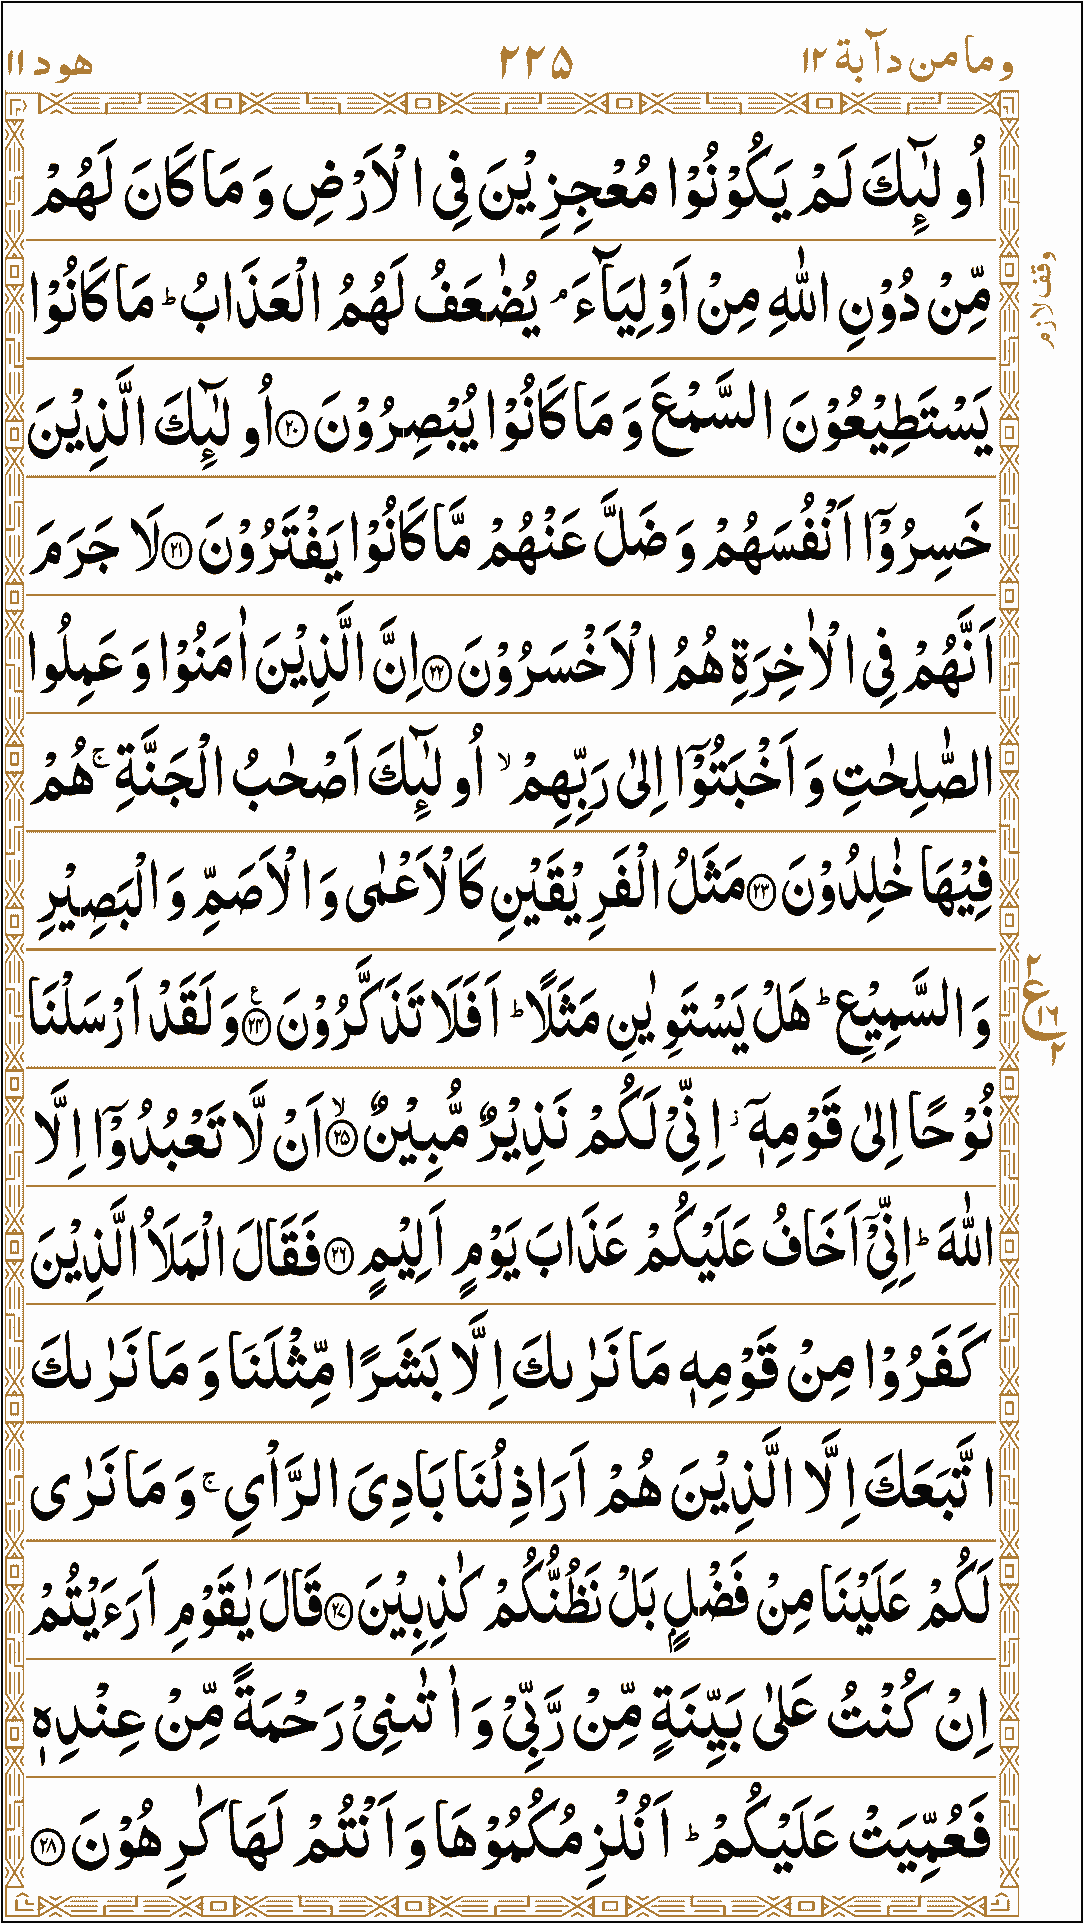 وما من دآبة ١٢
٢٢٥
هود ١١
اُولٰٓئِكَ لَمْ يَكُوْنُوْا مُعْجِزِيْنَ فِى الْاَرْضِ وَ مَا كَانَ لَهُمْ
مِّنْ دُوْنِ اللّٰهِ مِنْ اَوْلِيَآءَ ۘ يُضٰعَفُ لَهُمُ الْعَذَابُ ؕ مَا كَانُوْا
وقف لازم
يَسْتَطِيْعُوْنَ السَّمْعَ وَ مَا كَانُوْا يُبْصِرُوْنَ ﴿٢٠﴾ اُولٰٓئِكَ الَّذِيْنَ
خَسِرُوْۤا اَنْفُسَهُمْ وَ ضَلَّ عَنْهُمْ مَّا كَانُوْا يَفْتَرُوْنَ ﴿٢١﴾ لَا جَرَمَ
اَنَّهُمْ فِى الْاٰخِرَةِ هُمُ الْاَخْسَرُوْنَ ﴿٢٢﴾ اِنَّ الَّذِيْنَ اٰمَنُوْا وَ عَمِلُوا
الصّٰلِحٰتِ وَ اَخْبَتُوْۤا اِلٰى رَبِّهِمْ ۙ اُولٰٓئِكَ اَصْحٰبُ الْجَنَّةِ ۚ هُمْ
فِيْهَا خٰلِدُوْنَ ﴿٢٣﴾ مَثَلُ الْفَرِيْقَيْنِ كَالْاَعْمٰى وَ الْاَصَمِّ وَ الْبَصِيْرِ
وَ السَّمِيْعِ ؕ هَلْ يَسْتَوِيٰنِ مَثَلًا ؕ اَفَلَا تَذَكَّرُوْنَ ﴿٢٤﴾ ع وَ لَقَدْ اَرْسَلْنَا
٢ ع ١٦ ٢
نُوْحًا اِلٰى قَوْمِهٖۤ ۫ اِنِّىْ لَكُمْ نَذِيْرٌ مُّبِيْنٌ ۙ﴿٢٥﴾ اَنْ لَّا تَعْبُدُوْۤا اِلَّا
اللّٰهَ ؕ اِنِّىْۤ اَخَافُ عَلَيْكُمْ عَذَابَ يَوْمٍ اَلِيْمٍ ﴿٢٦﴾ فَقَالَ الْمَلَاُ الَّذِيْنَ
كَفَرُوْا مِنْ قَوْمِهٖ مَا نَرٰىكَ اِلَّا بَشَرًا مِّثْلَنَا وَ مَا نَرٰىكَ
اتَّبَعَكَ اِلَّا الَّذِيْنَ هُمْ اَرَاذِلُنَا بَادِىَ الرَّاْىِ ۚ وَ مَا نَرٰى
لَكُمْ عَلَيْنَا مِنْ فَضْلٍۭ بَلْ نَظُنُّكُمْ كٰذِبِيْنَ ﴿٢٧﴾ قَالَ يٰقَوْمِ اَرَءَيْتُمْ
اِنْ كُنْتُ عَلٰى بَيِّنَةٍ مِّنْ رَّبِّىْ وَ اٰتٰىنِىْ رَحْمَةً مِّنْ عِنْدِهٖ
فَعُمِّيَتْ عَلَيْكُمْ ؕ اَنُلْزِمُكُمُوْهَا وَ اَنْتُمْ لَهَا كٰرِهُوْنَ ﴿٢٨﴾